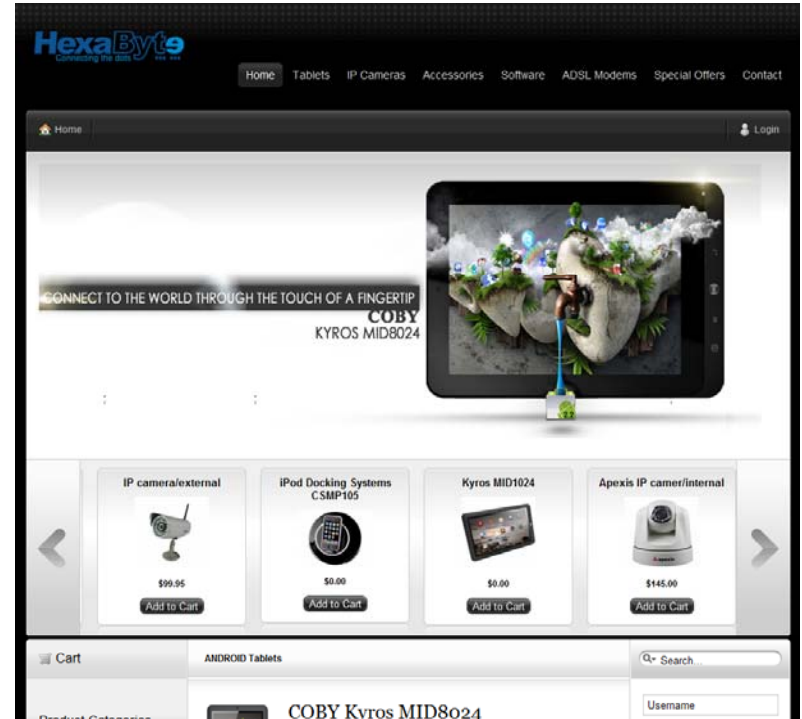 HexaByte
Connecting the dots
Home Tablets IP Cameras Accessories Software ADSL Modems Special Offers Contact
Home Login
CONNECT TO THE WORLD THROUGH THE TOUCH OF A FINGERTIP
COBY
KYROS MID8024
IP camera/external
$99.95
Add to Cart
iPod Docking Systems
CSMP105
$0.00
Add to Cart
Kyros MID1024
$0.00
Add to Cart
Apexis IP camer/internal
$145.00
Add to Cart
Cart
ANDROID Tablets
Search...
Product Categories
COBY Kyros MID8024
Username